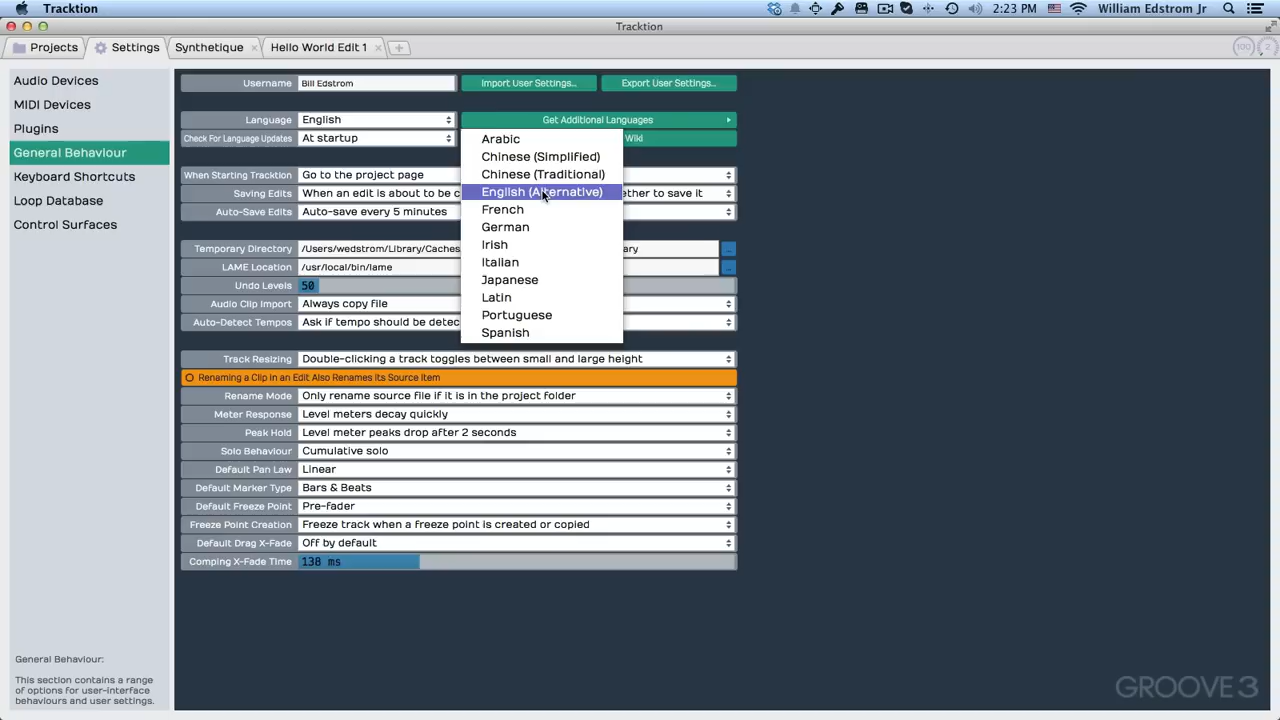 Tracktion 2:23 PM William Edstrom Jr
Tracktion
Projects Settings Synthetique Hello World Edit 1 100 2
Audio Devices
MIDI Devices
Plugins
General Behaviour
Keyboard Shortcuts
Loop Database
Control Surfaces
Username Bill Edstrom Import User Settings... Export User Settings...
Language English Get Additional Languages
Check For Language Updates At startup Wiki
When Starting Tracktion Go to the project page
Saving Edits When an edit is about to be c ether to save it
Auto-Save Edits Auto-save every 5 minutes
Temporary Directory /Users/wedstrom/Library/Caches ary ...
LAME Location /usr/local/bin/lame ...
Undo Levels 50
Audio Clip Import Always copy file
Auto-Detect Tempos Ask if tempo should be detec
Arabic
Chinese (Simplified)
Chinese (Traditional)
English (Alternative)
French
German
Irish
Italian
Japanese
Latin
Portuguese
Spanish
Track Resizing Double-clicking a track toggles between small and large height
Renaming a Clip in an Edit Also Renames its Source Item
Rename Mode Only rename source file if it is in the project folder
Meter Response Level meters decay quickly
Peak Hold Level meter peaks drop after 2 seconds
Solo Behaviour Cumulative solo
Default Pan Law Linear
Default Marker Type Bars & Beats
Default Freeze Point Pre-fader
Freeze Point Creation Freeze track when a freeze point is created or copied
Default Drag X-Fade Off by default
Comping X-Fade Time 138 ms
General Behaviour:
This section contains a range
of options for user-interface
behaviours and user settings.
GROOVE 3